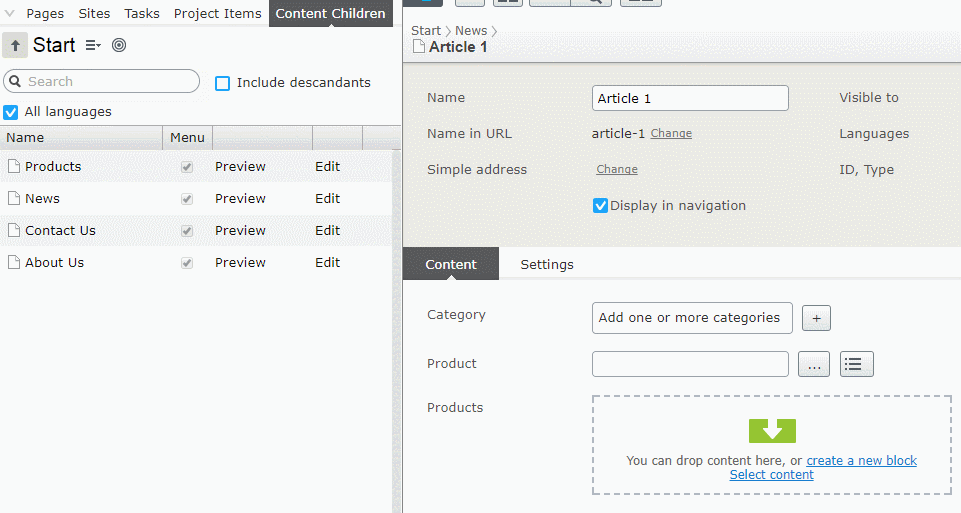 Pages Sites Tasks Project Items Content Children
Start
Search
Include descandants
All languages
Name Menu
Products Preview Edit
News Preview Edit
Contact Us Preview Edit
About Us Preview Edit
Start News
Article 1
Name Article 1 Visible to
Name in URL article-1 Change Languages
Simple address Change ID, Type
Display in navigation
Content Settings
Category Add one or more categories +
Product ...
Products
You can drop content here, or create a new block
Select content